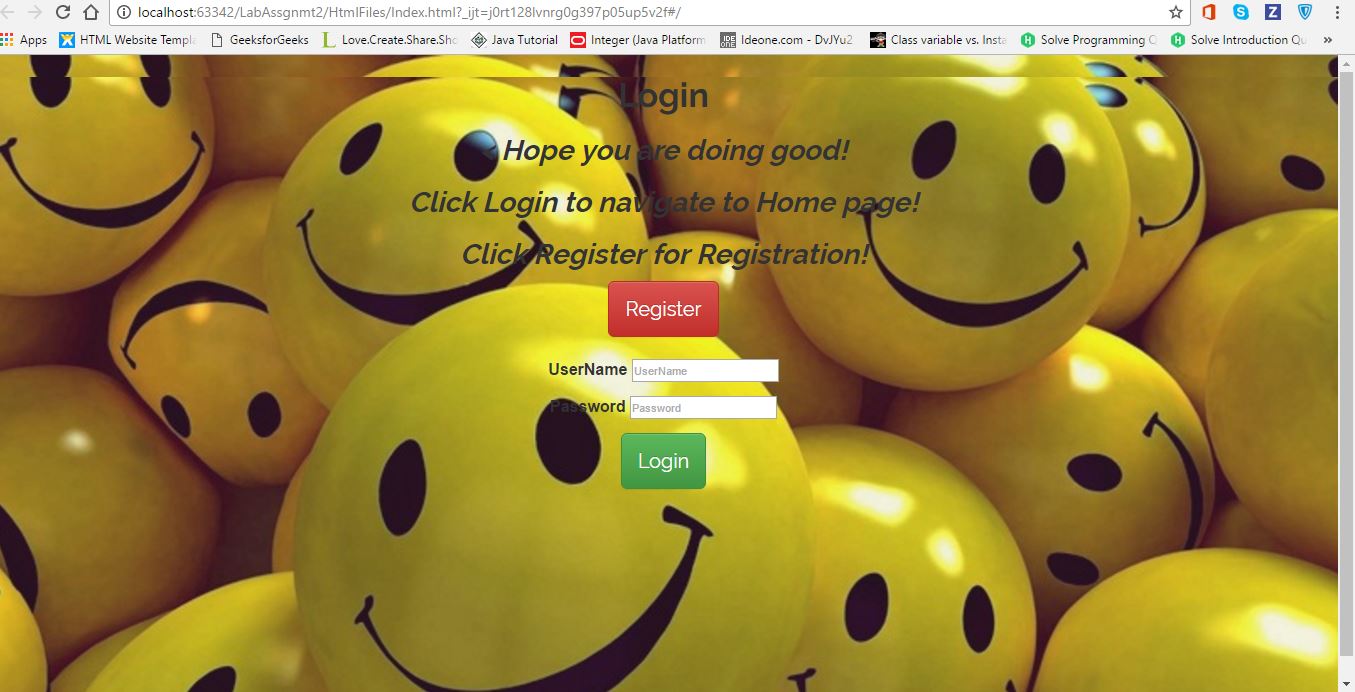 localhost:63342/LabAssgnmt2/HtmlFiles/Index.html?_ijt=j0rt128lvnrg0g397p05up5v2f#/
Apps HTML Website Templa GeeksforGeeks Love.Create.Share.Sho Java Tutorial Integer (Java Platform Ideone.com - DvJYu2 Class variable vs. Insta Solve Programming Q Solve Introduction Qu »
Login
Hope you are doing good!
Click Login to navigate to Home page!
Click Register for Registration!
Register
UserName UserName
Password Password
Login